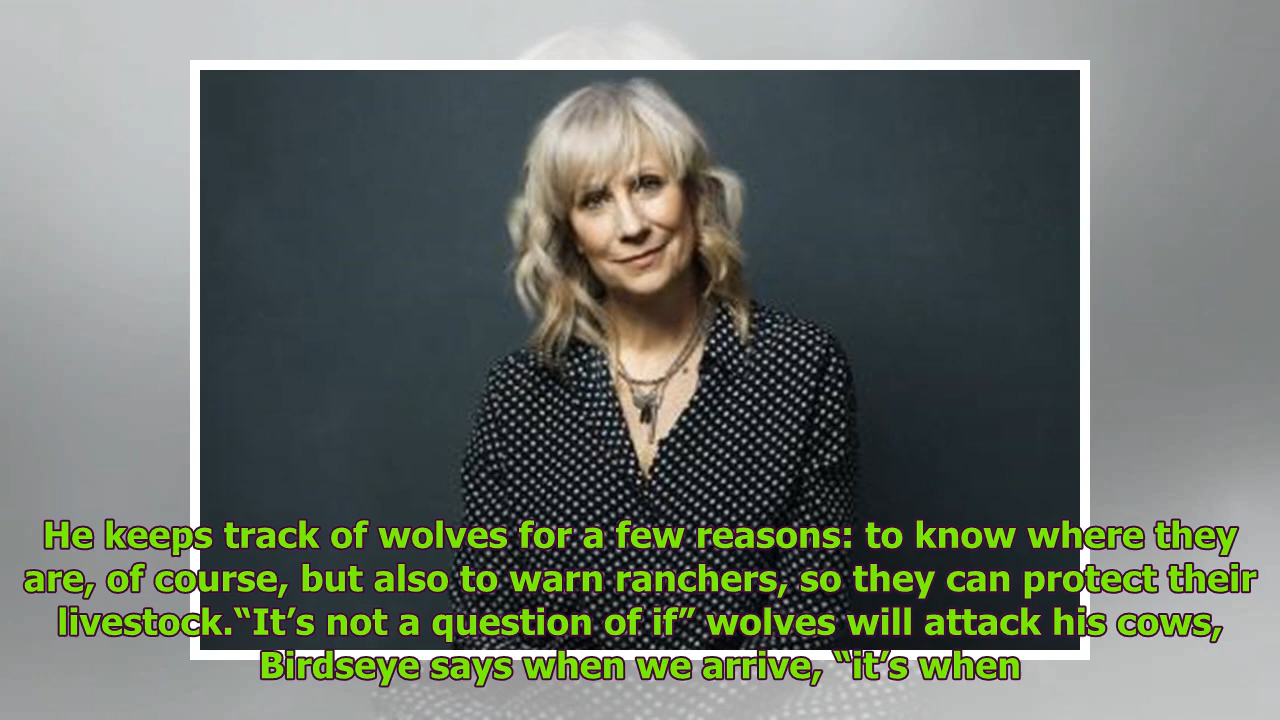 He keeps track of wolves for a few reasons: to know where they
are, of course, but also to warn ranchers, so they can protect their
livestock.“It’s not a question of if” wolves will attack his cows,
Birdseye says when we arrive, “it’s when